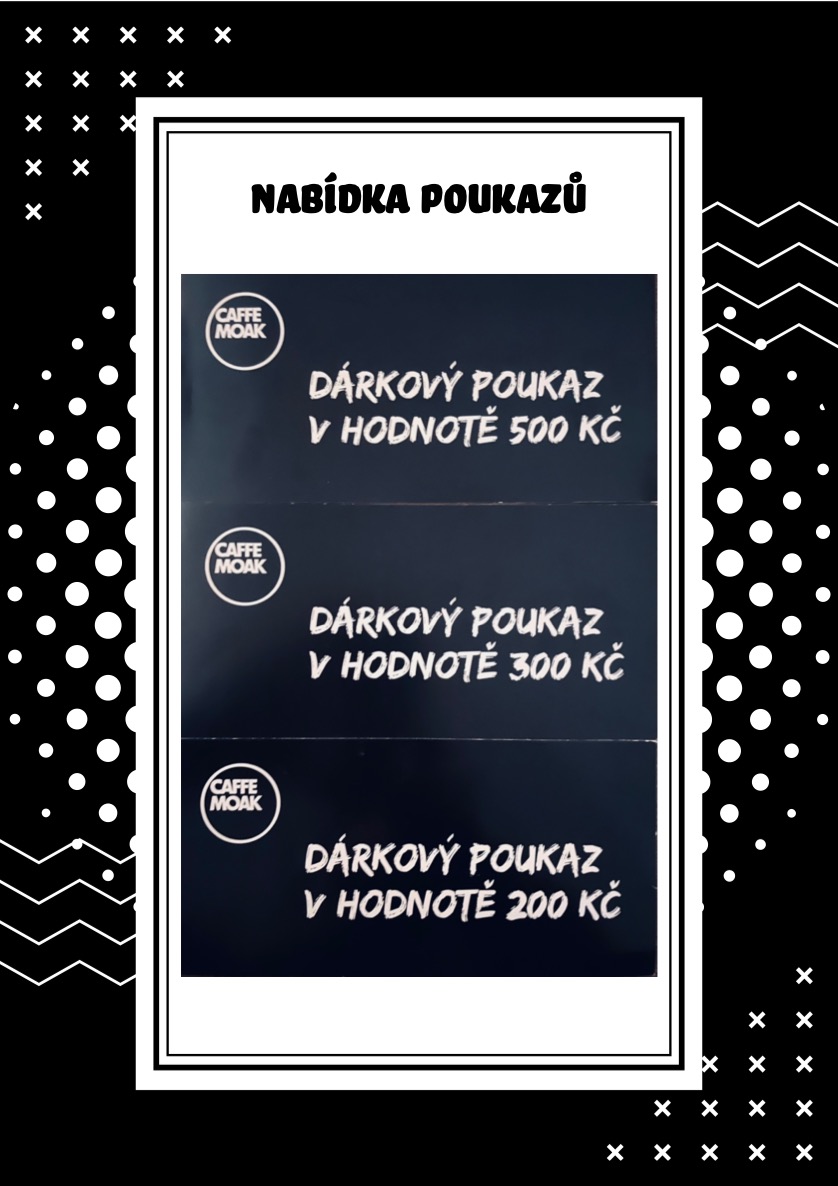 NABÍDKA POUKAZŮ
CAFFE
MOAK
DÁRKOVÝ POUKAZ
V HODNOTĚ 500 KČ
CAFFE
MOAK
DÁRKOVÝ POUKAZ
V HODNOTĚ 300 KČ
CAFFE
MOAK
DÁRKOVÝ POUKAZ
V HODNOTĚ 200 KČ